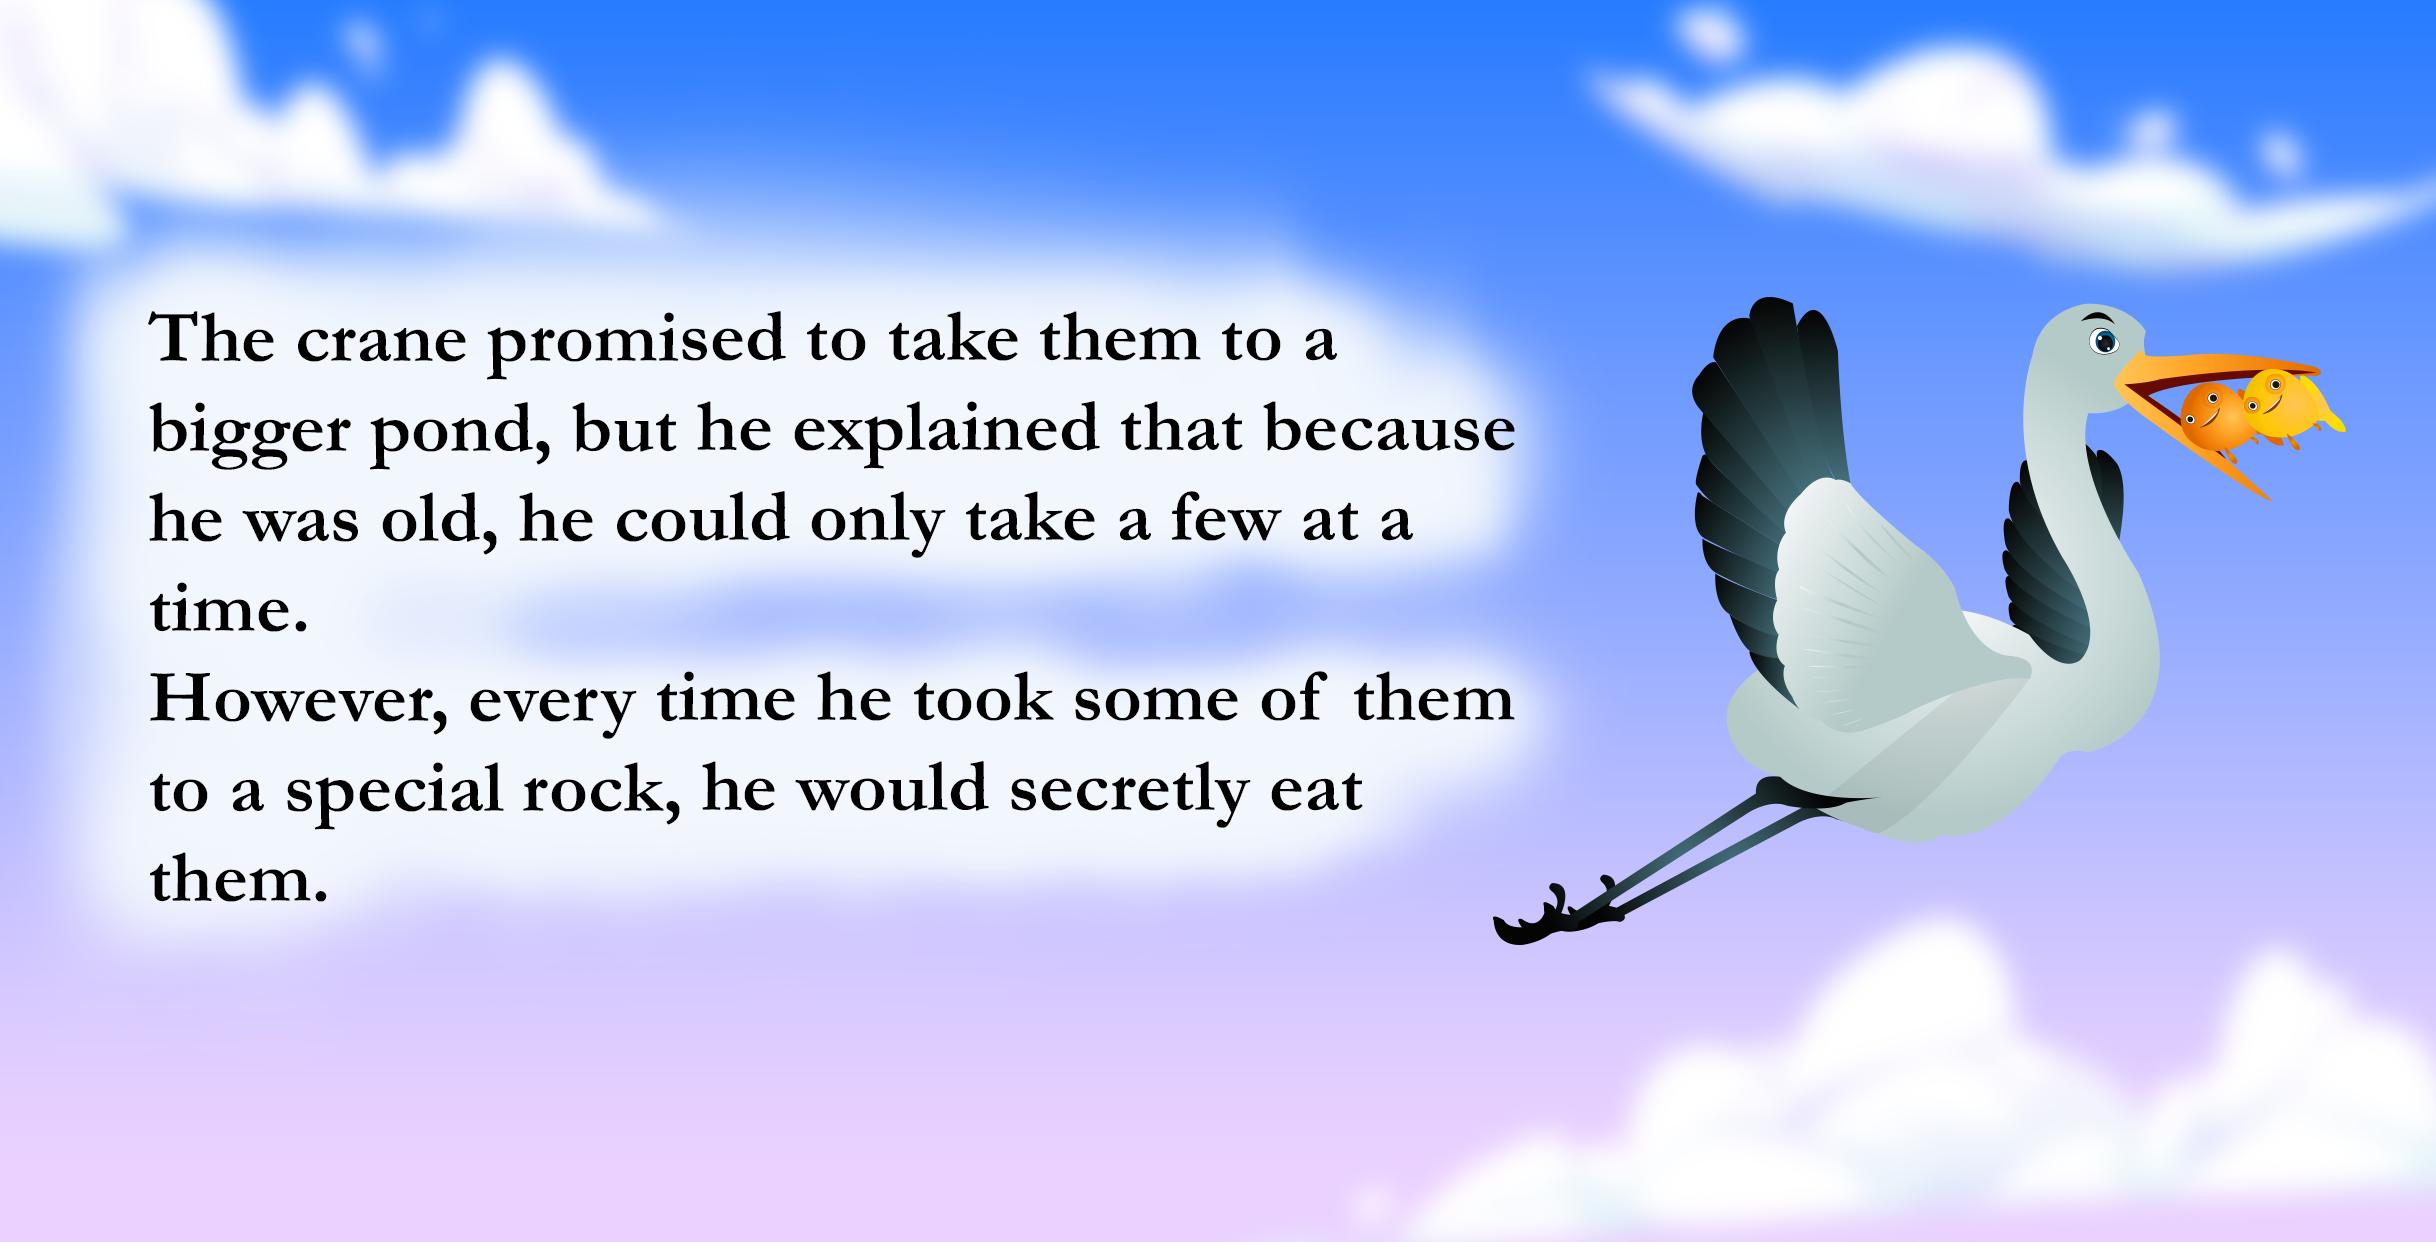 The crane promised to take them to a
bigger pond, but he explained that because
he was old, he could only take a few at a
time.
However, every time he took some of them
to a special rock, he would secretly eat
them.